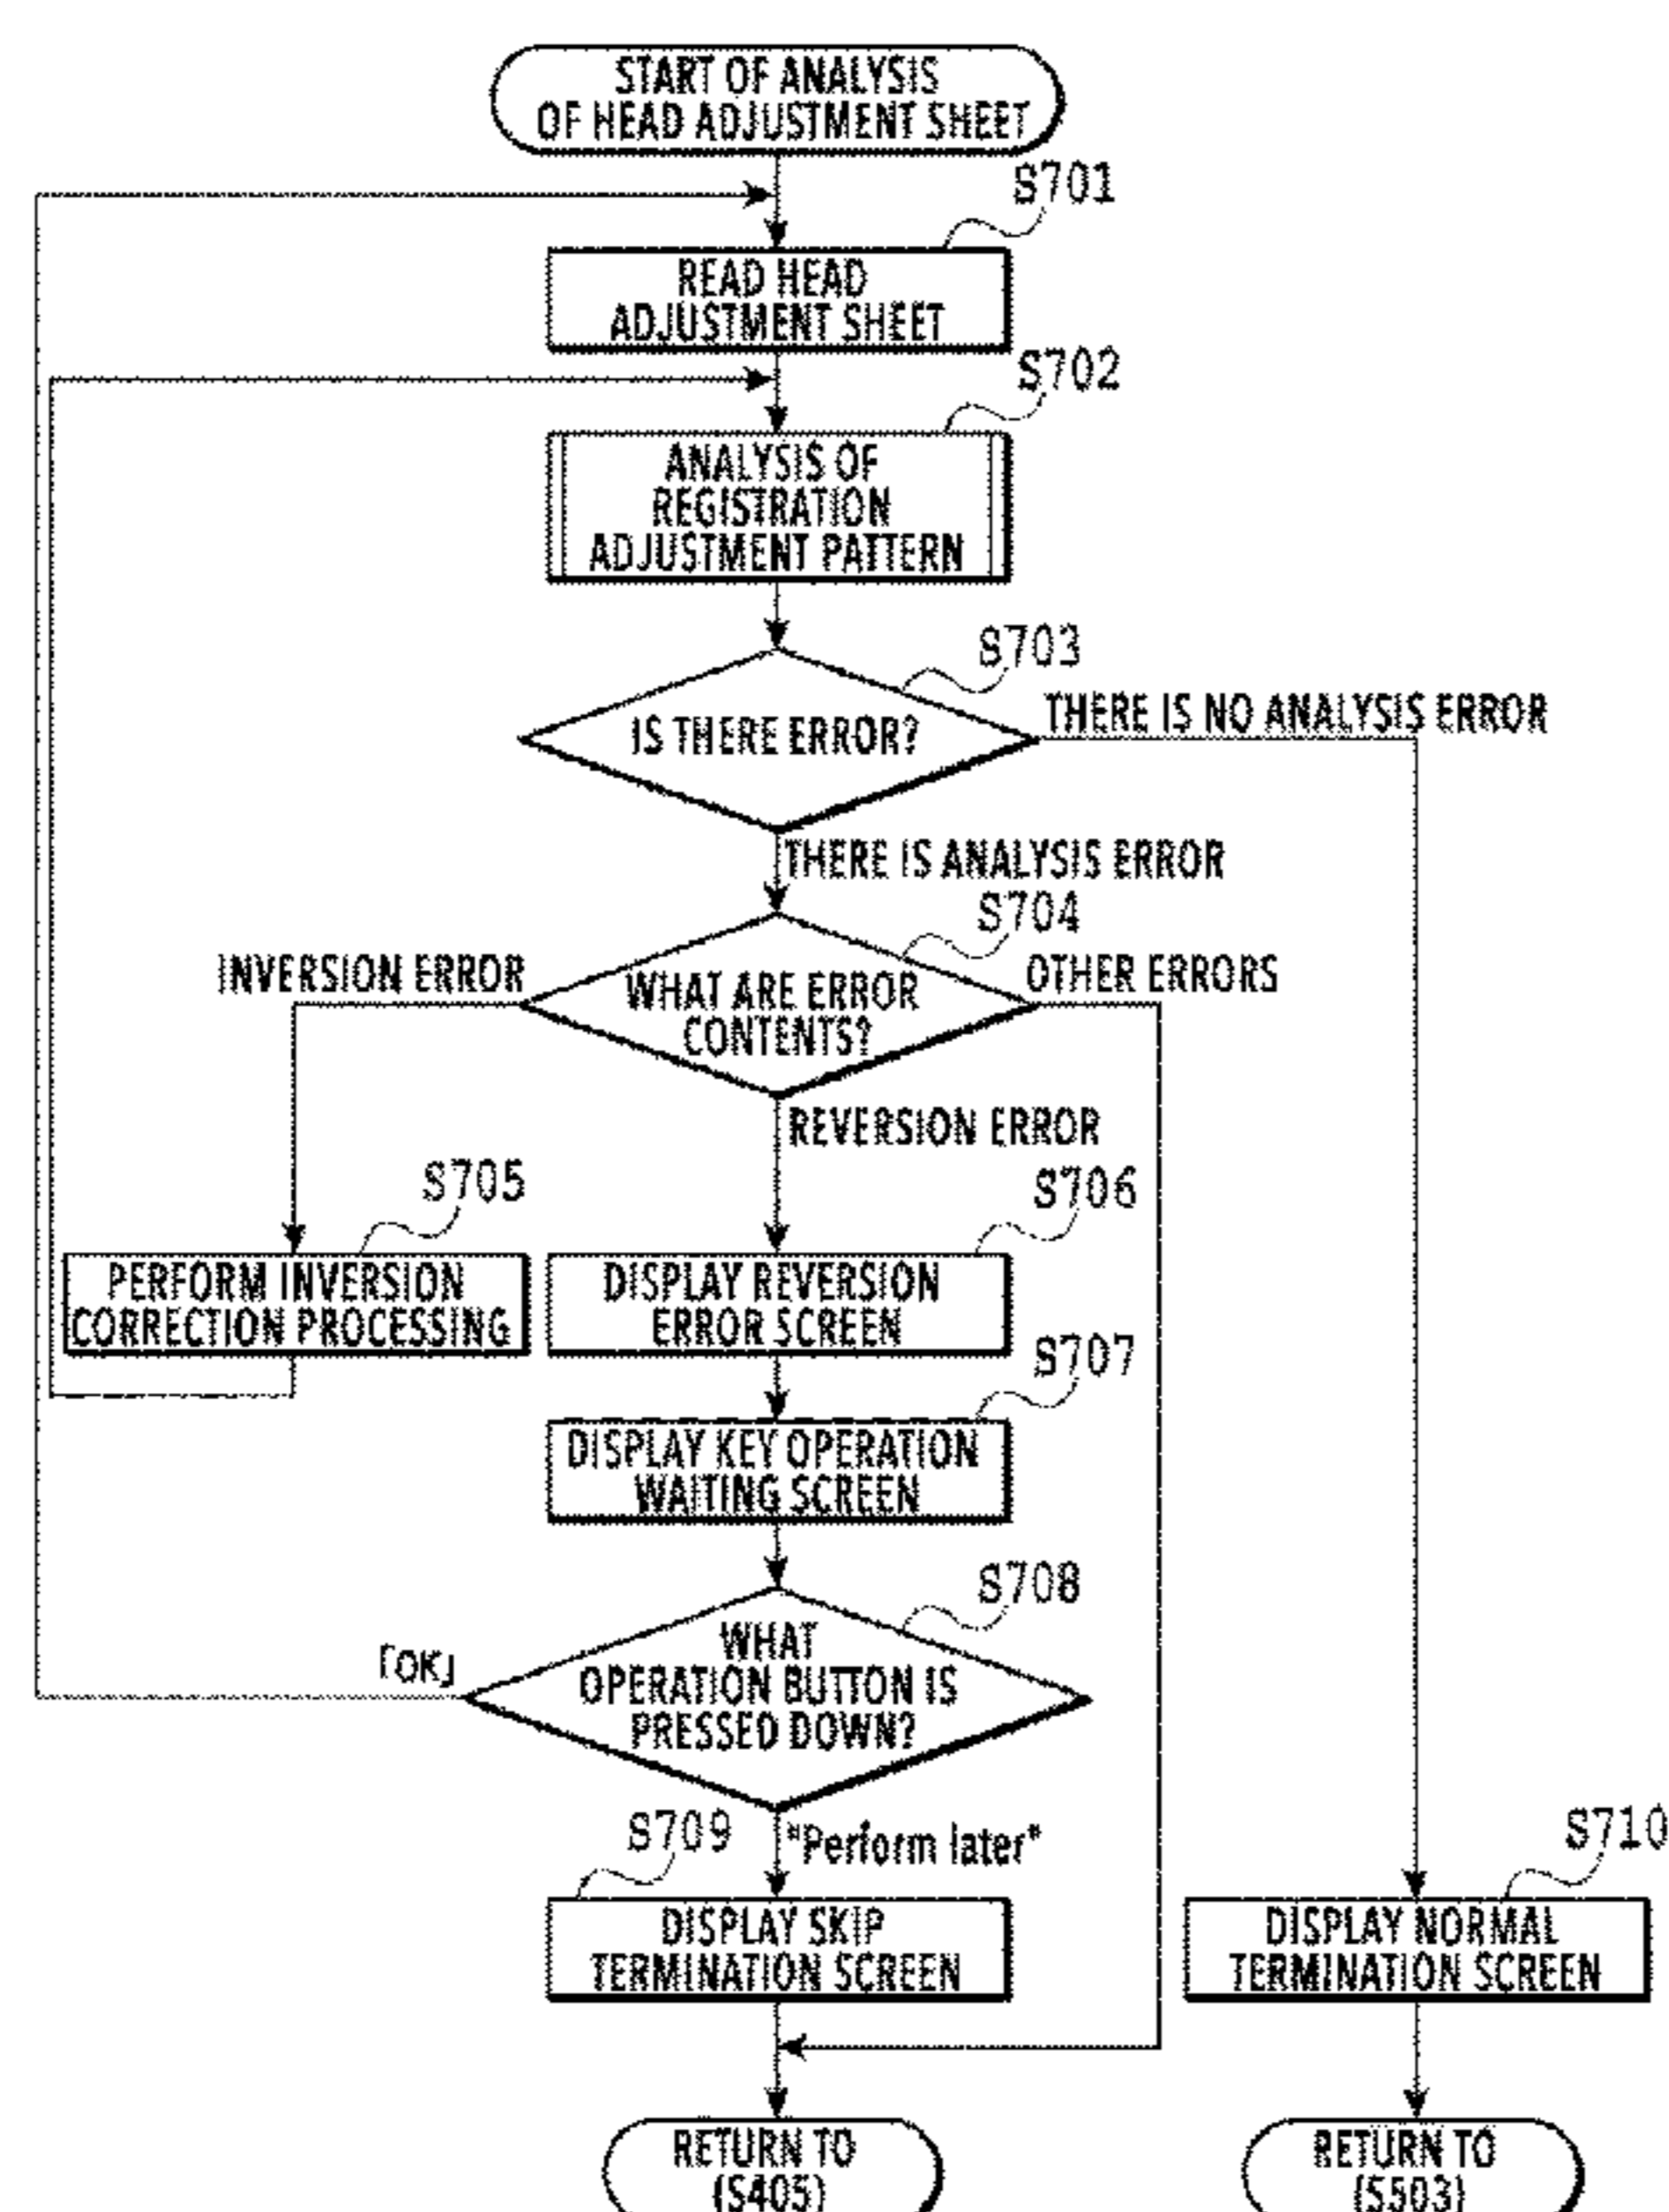 START OF ANALYSIS
OF HEAD ADJUSTMENT SHEET
S701
READ HEAD
ADJUSTMENT SHEET
S702
ANALYSIS OF
REGISTRATION
ADJUSTMENT PATTERN
S703
IS THERE ERROR?
THERE IS NO ANALYSIS ERROR
THERE IS ANALYSIS ERROR
S704
INVERSION ERROR
WHAT ARE ERROR
CONTENTS?
OTHER ERRORS
REVERSION ERROR
S705
PERFORM INVERSION
CORRECTION PROCESSING
S706
DISPLAY REVERSION
ERROR SCREEN
S707
DISPLAY KEY OPERATION
WAITING SCREEN
S708
WHAT
OPERATION BUTTON IS
PRESSED DOWN?
「OK」
"Perform later"
S709
DISPLAY SKIP
TERMINATION SCREEN
S710
DISPLAY NORMAL
TERMINATION SCREEN
RETURN TO
(S405)
RETURN TO
(S503)